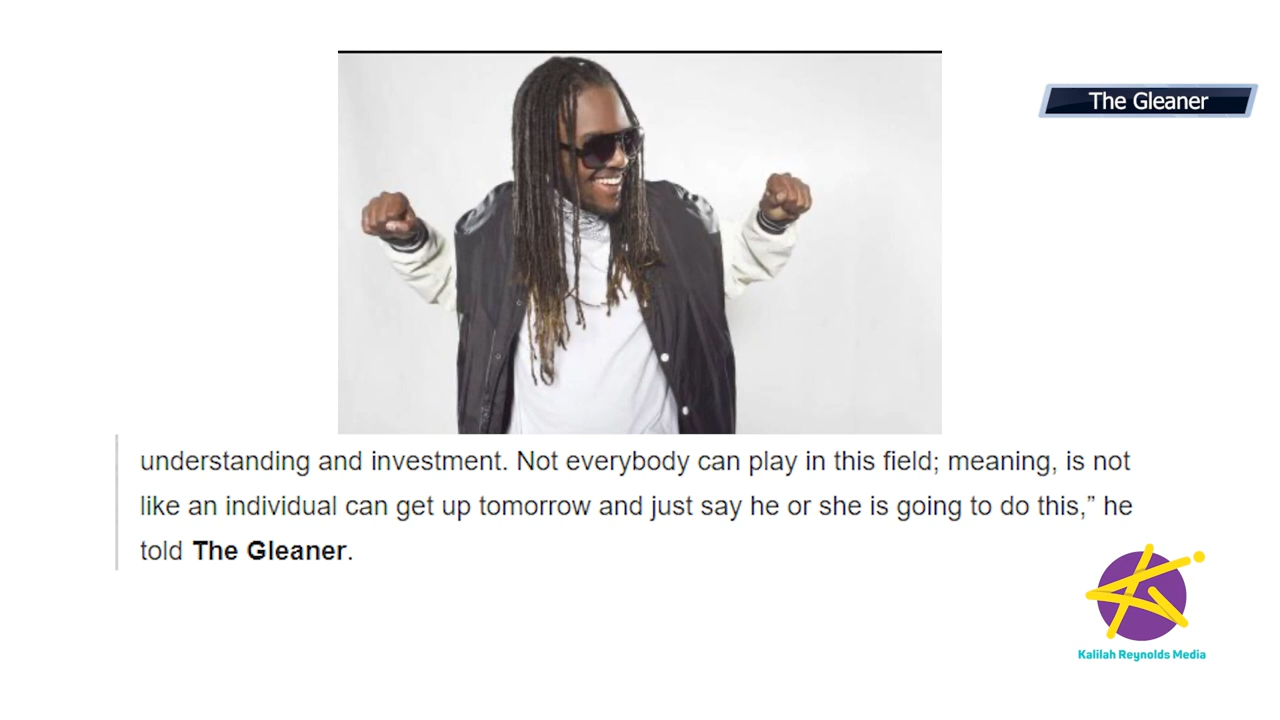 The Gleaner
understanding and investment. Not everybody can play in this field; meaning, is not
like an individual can get up tomorrow and just say he or she is going to do this,” he
told The Gleaner.
Kalilah Reynolds Media